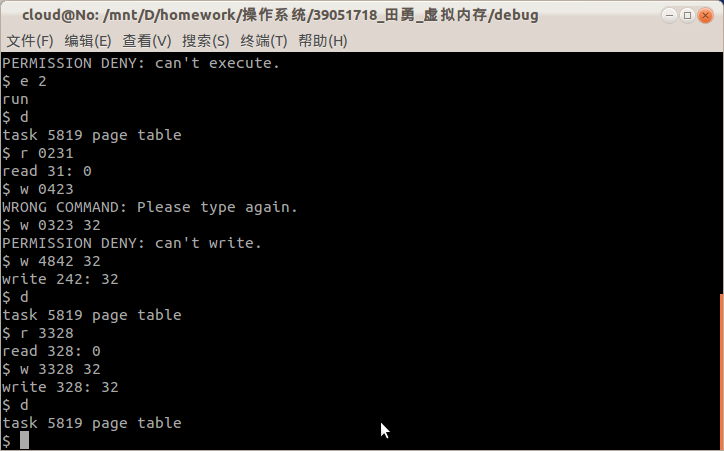 cloud@No: /mnt/D/homework/操作系统/39051718_田勇_虚拟内存/debug
文件(F) 编辑(E) 查看(V) 搜索(S) 终端(T) 帮助(H)
PERMISSION DENY: can't execute.
$ e 2
run
$ d
task 5819 page table
$ r 0231
read 31: 0
$ w 0423
WRONG COMMAND: Please type again.
$ w 0323 32
PERMISSION DENY: can't write.
$ w 4842 32
write 242: 32
$ d
task 5819 page table
$ r 3328
read 328: 0
$ w 3328 32
write 328: 32
$ d
task 5819 page table
$